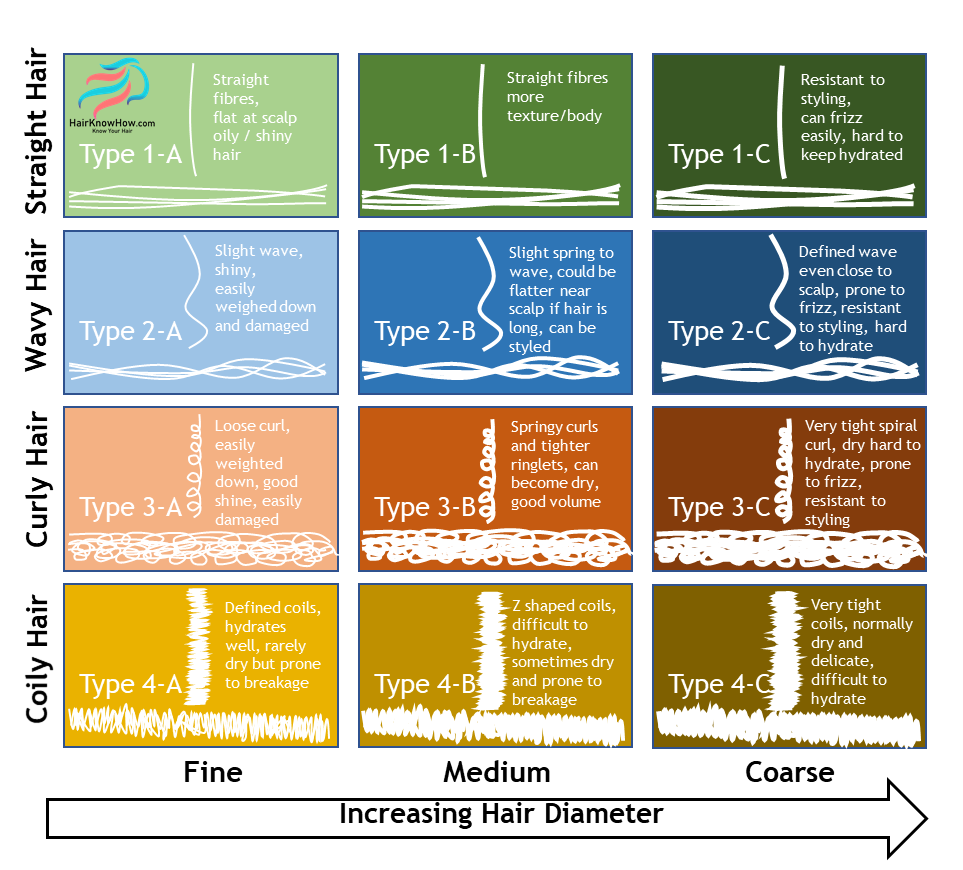 Straight Hair
HairKnowHow.com
Know Your Hair
Type 1-A
Straight
fibres,
flat at scalp
oily / shiny
hair
Type 1-B
Straight fibres
more
texture/body
Type 1-C
Resistant to
styling,
can frizz
easily, hard to
keep hydrated
Wavy Hair
Type 2-A
Slight wave,
shiny,
easily
weighed down
and damaged
Type 2-B
Slight spring to
wave, could be
flatter near
scalp if hair is
long, can be
styled
Type 2-C
Defined wave
even close to
scalp, prone to
frizz, resistant
to styling, hard
to hydrate
Curly Hair
Type 3-A
Loose curl,
easily
weighted
down, good
shine, easily
damaged
Type 3-B
Springy curls
and tighter
ringlets, can
become dry,
good volume
Type 3-C
Very tight spiral
curl, dry hard to
hydrate, prone
to frizz,
resistant to
styling
Coily Hair
Type 4-A
Defined coils,
hydrates
well, rarely
dry but prone
to breakage
Type 4-B
Z shaped coils,
difficult to
hydrate,
sometimes dry
and prone to
breakage
Type 4-C
Very tight
coils, normally
dry and
delicate,
difficult to
hydrate
Fine
Medium
Coarse
Increasing Hair Diameter